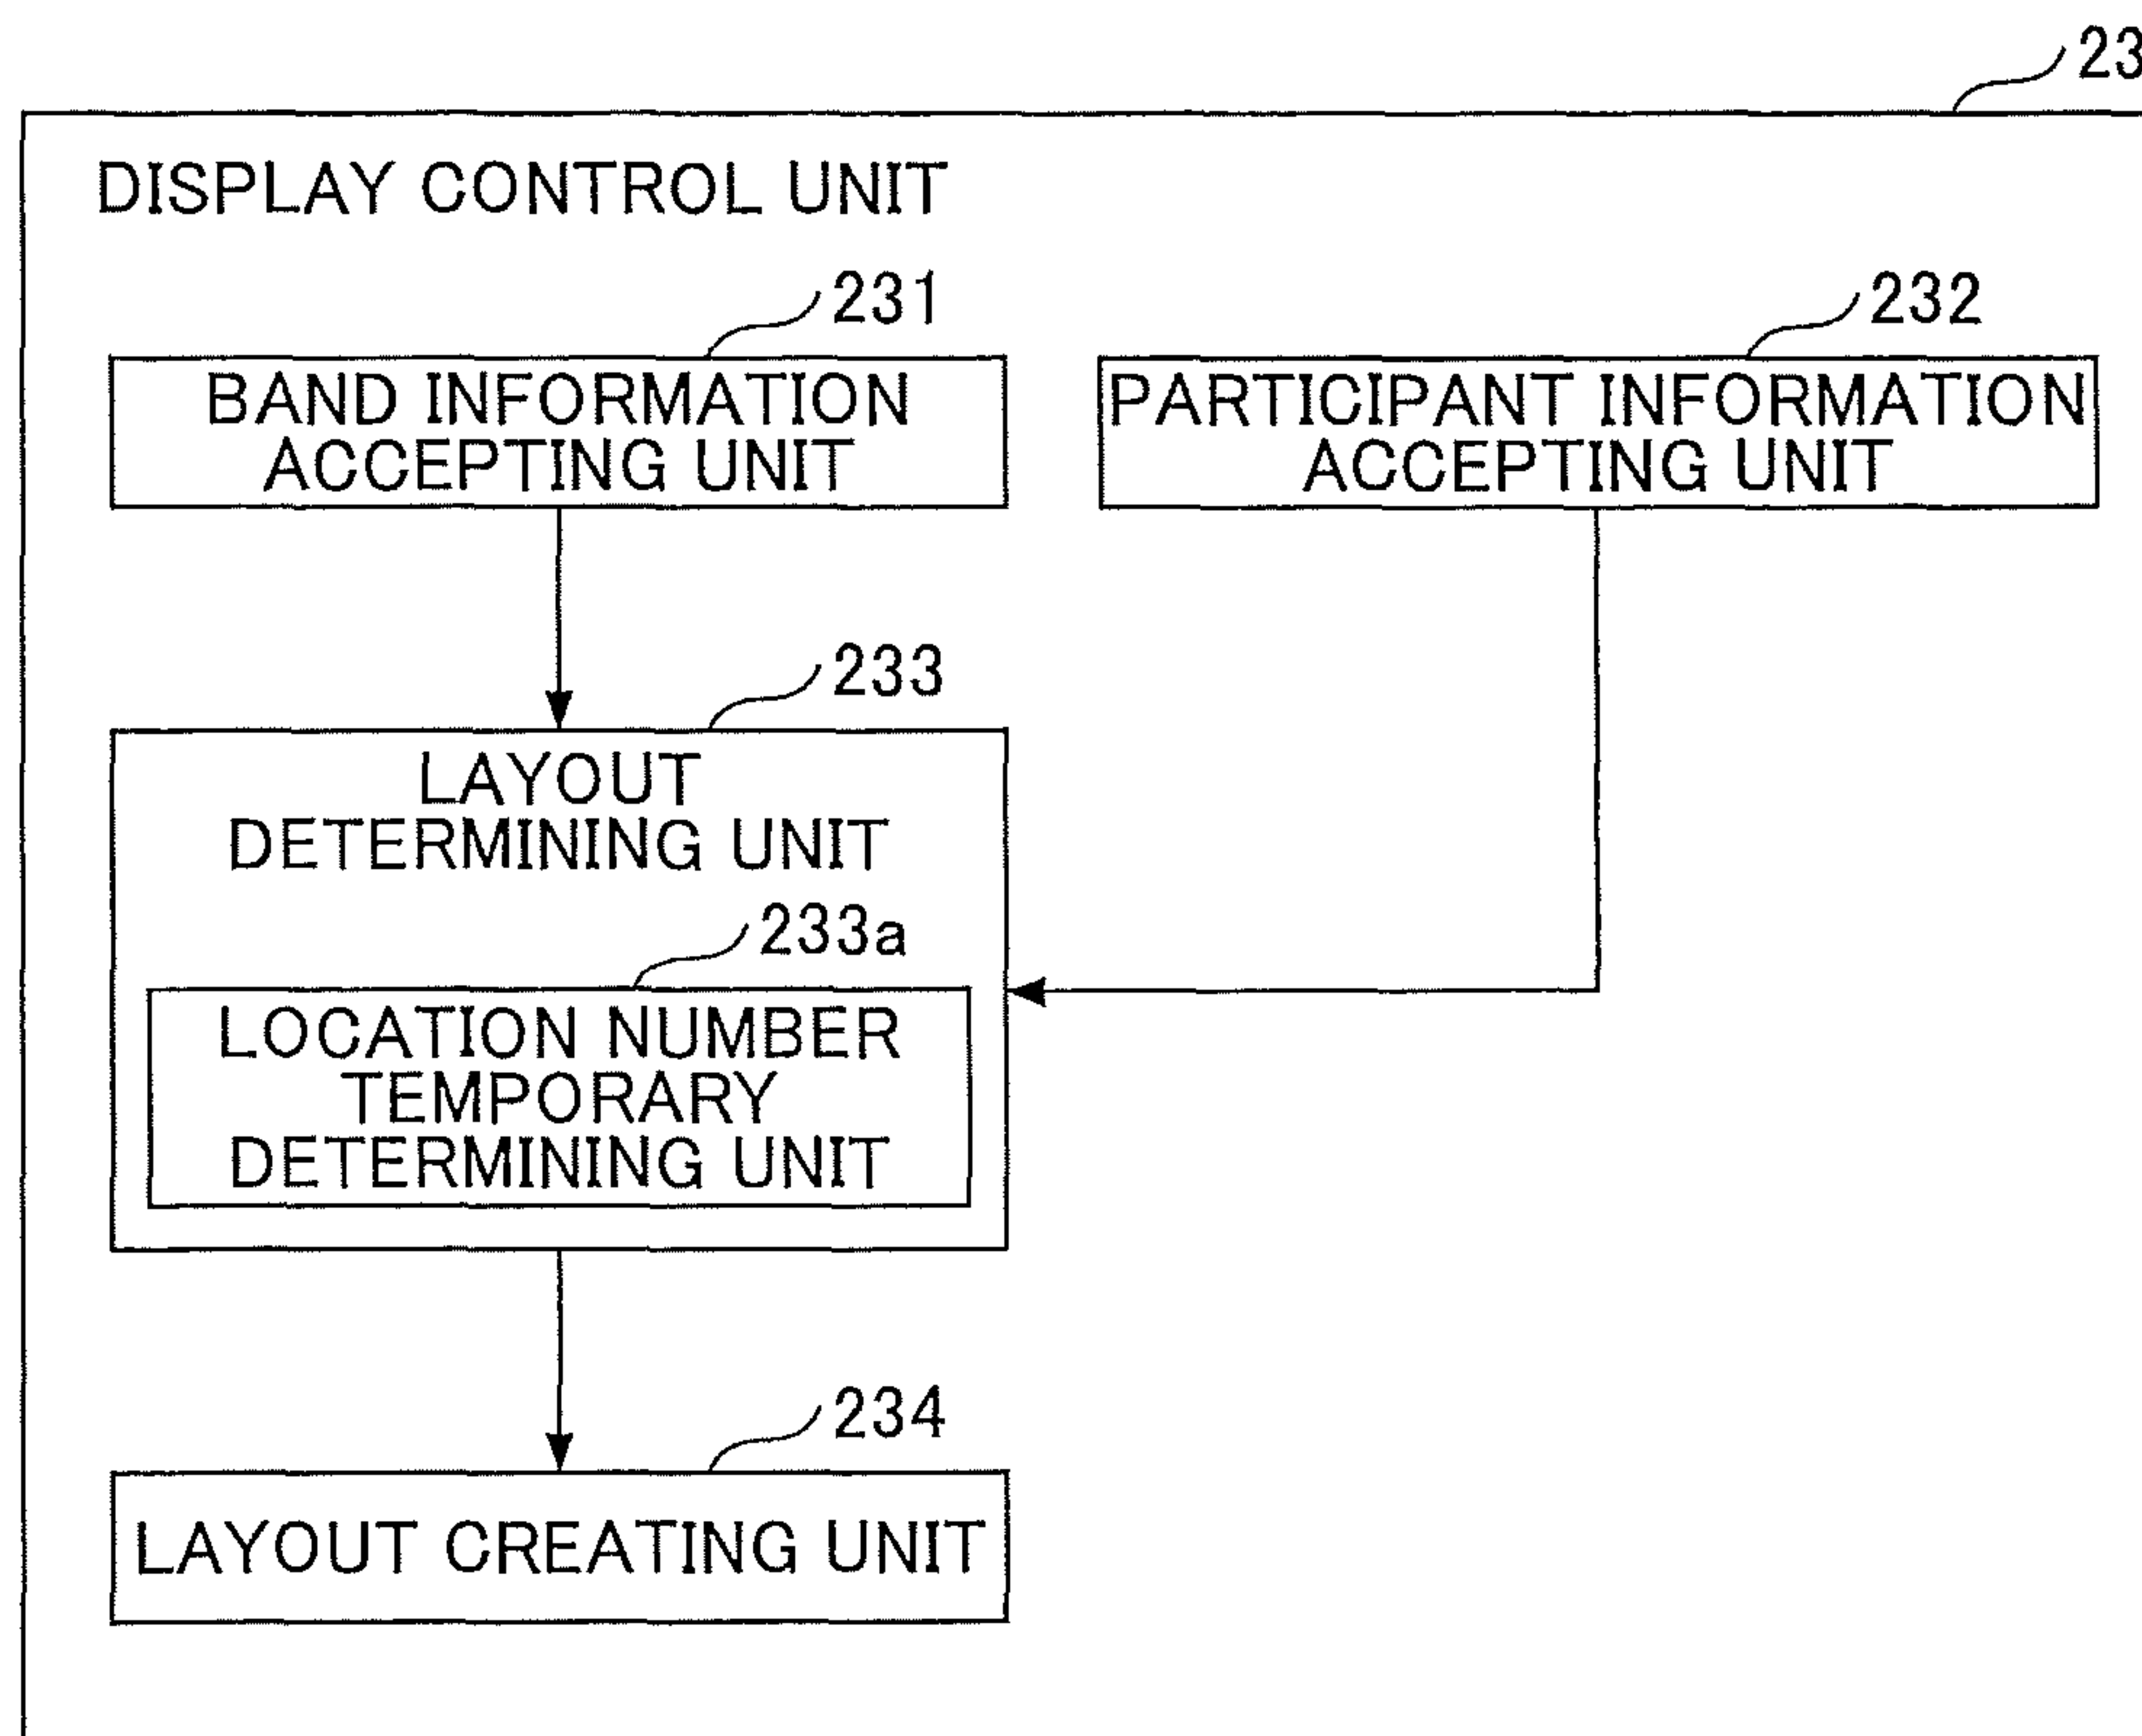 23
DISPLAY CONTROL UNIT
231
232
BAND INFORMATION
ACCEPTING UNIT
PARTICIPANT INFORMATION
ACCEPTING UNIT
233
LAYOUT
DETERMINING UNIT
233a
LOCATION NUMBER
TEMPORARY
DETERMINING UNIT
234
LAYOUT CREATING UNIT